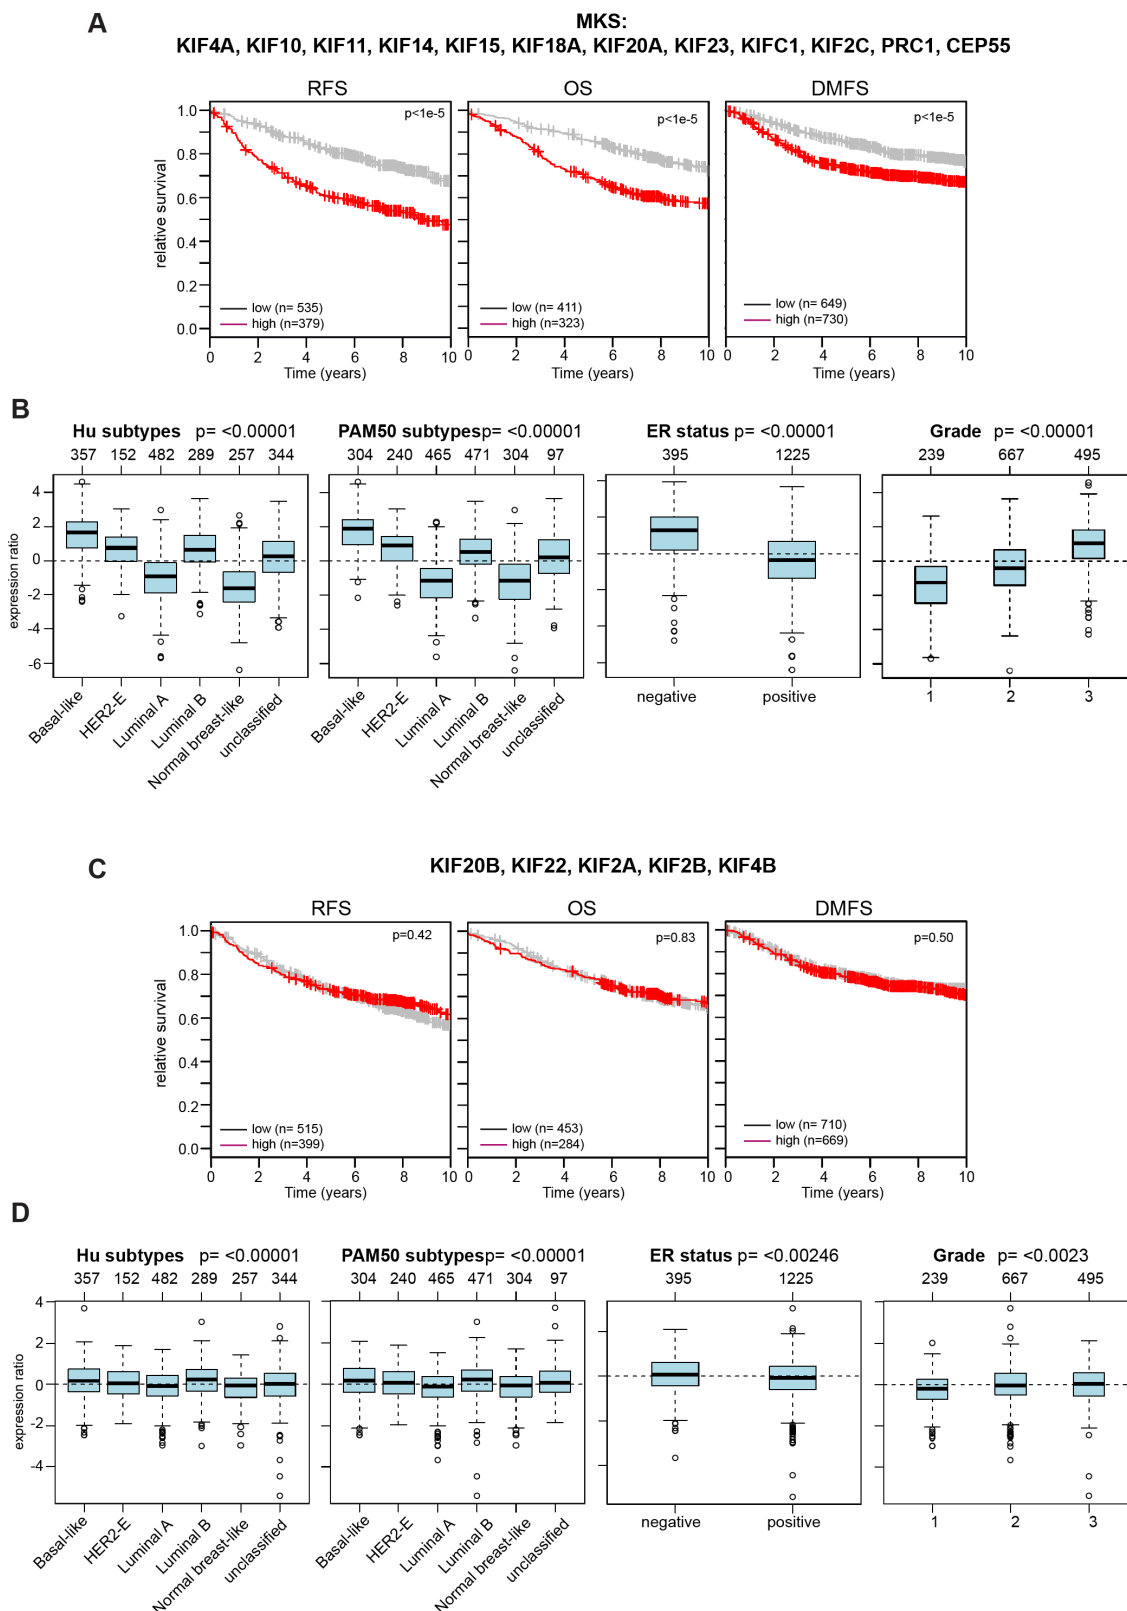 A
MKS:
KIF4A, KIF10, KIF11, KIF14, KIF15, KIF18A, KIF20A, KIF23, KIFC1, KIF2C, PRC1, CEP55
RFS OS DMFS
p<1e-5 p<1e-5 p<1e-5
1.0
0.8
0.6
0.4
0.2
0.0
relative survival
low (n= 535) low (n= 411) low (n= 649)
high (n=379) high (n=323) high (n=730)
0 2 4 6 8 10 0 2 4 6 8 10 0 2 4 6 8 10
Time (years) Time (years) Time (years)
B
Hu subtypes p= <0.00001 PAM50 subtypesp= <0.00001 ER status p= <0.00001 Grade p= <0.00001
357 152 482 289 257 344 304 240 465 471 304 97 395 1225 239 667 495
4
2
0
-2
-4
-6
expression ratio
Basal-like HER2-E Luminal A Luminal B Normal breast-like unclassified Basal-like HER2-E Luminal A Luminal B Normal breast-like unclassified negative positive 1 2 3
C
KIF20B, KIF22, KIF2A, KIF2B, KIF4B
RFS OS DMFS
p=0.42 p=0.83 p=0.50
1.0
0.8
0.6
0.4
0.2
0.0
relative survival
low (n= 515) low (n= 453) low (n= 710)
high (n=399) high (n=284) high (n=669)
0 2 4 6 8 10 0 2 4 6 8 10 0 2 4 6 8 10
Time (years) Time (years) Time (years)
D
Hu subtypes p= <0.00001 PAM50 subtypesp= <0.00001 ER status p= <0.00246 Grade p= <0.0023
357 152 482 289 257 344 304 240 465 471 304 97 395 1225 239 667 495
4
2
0
-2
-4
expression ratio
Basal-like HER2-E Luminal A Luminal B Normal breast-like unclassified Basal-like HER2-E Luminal A Luminal B Normal breast-like unclassified negative positive 1 2 3